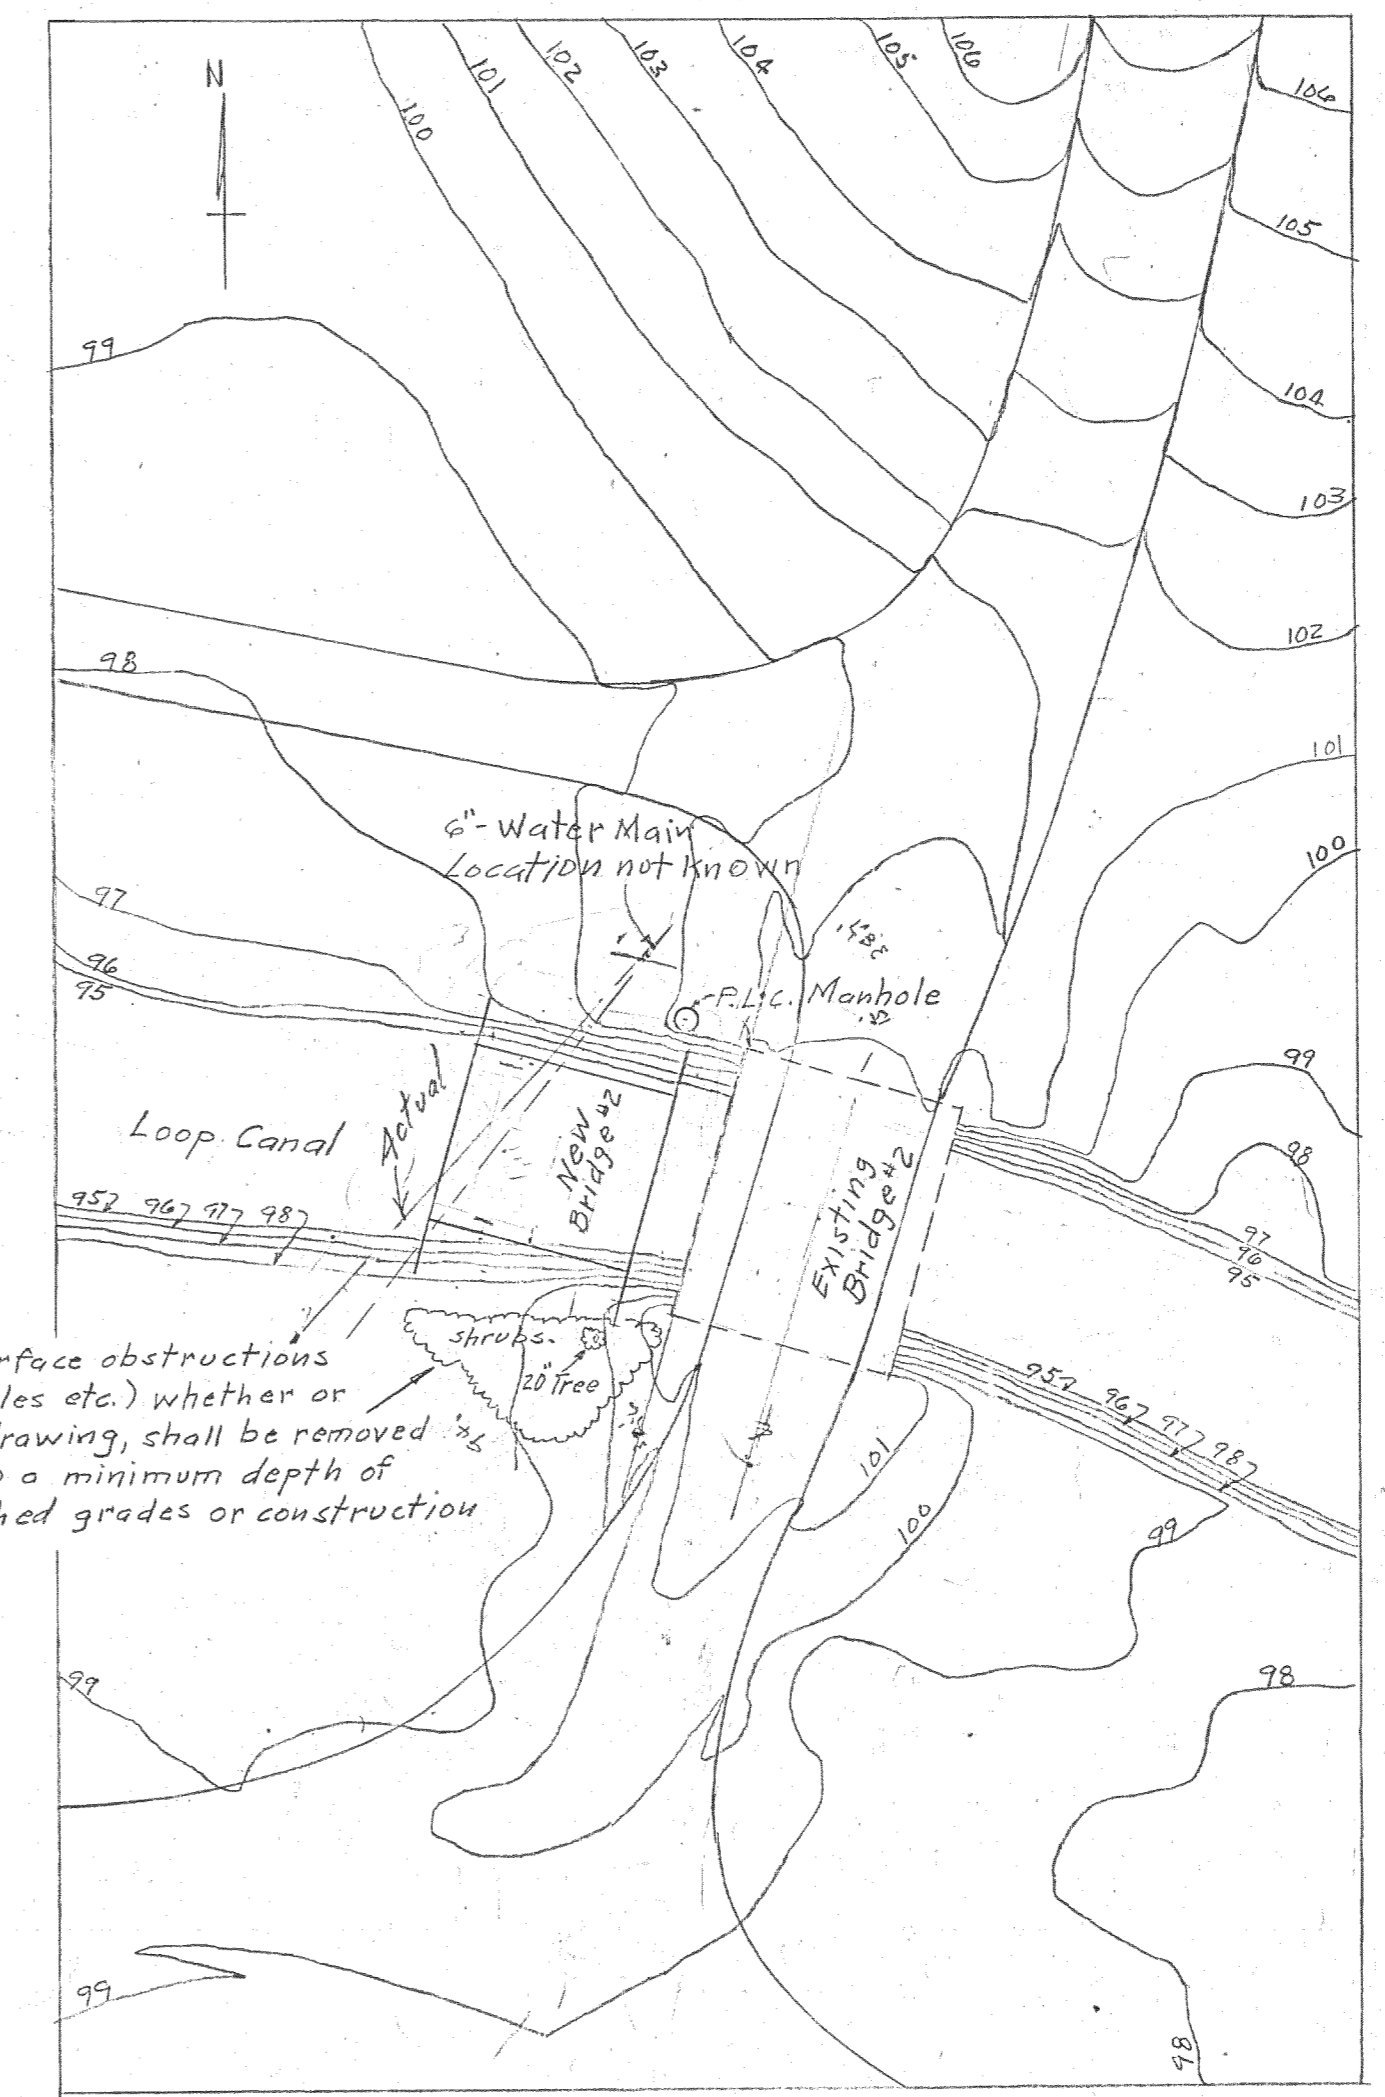 N
100
101
102
103
104
105
106
106
105
104
103
102
101
100
99
98
97
96
95
99
98
97
96
95
6"-Water Main
Location not Known
P.L.C. Manhole
Loop Canal
Actual
New
Bridge #2
Existing
Bridge #2
95 96 97 98
shrubs.
20" Tree
rface obstructions
les etc.) whether or
rawing, shall be removed
a minimum depth of
hed grades or construction
101
100
95 96 97 98
99
98
99
99
98